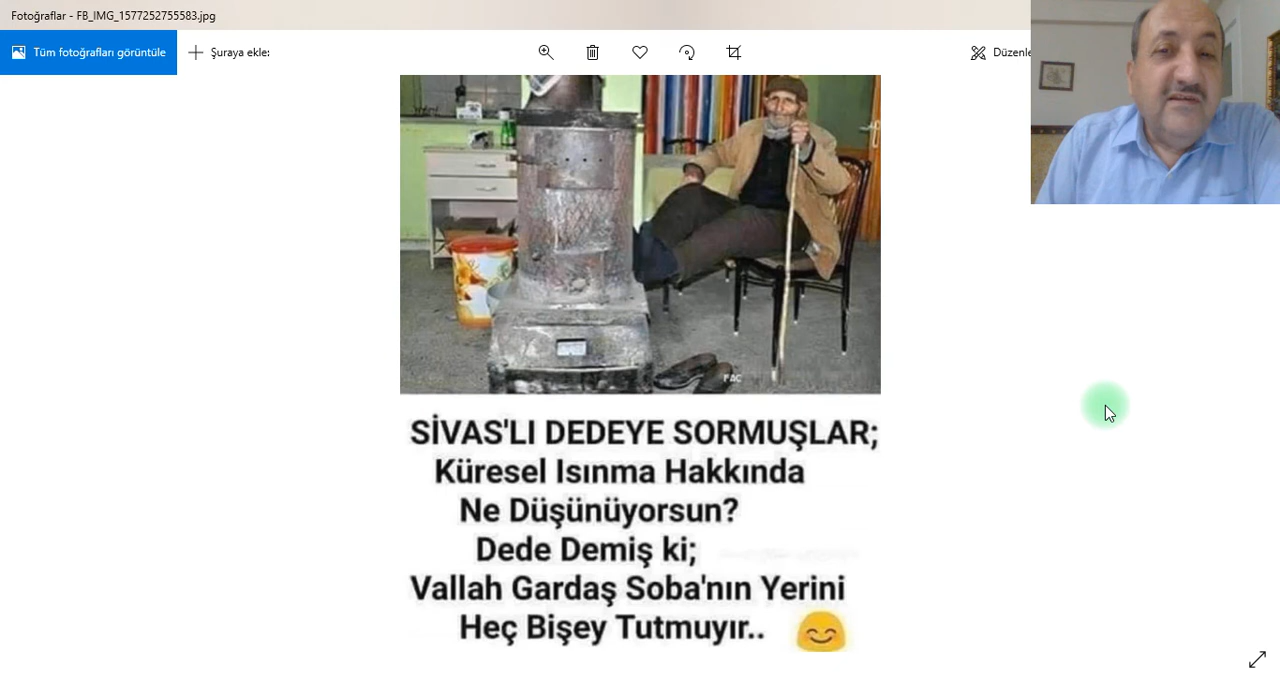 Fotoğraflar - FB_IMG_1577252755583.jpg
Tüm fotoğrafları görüntüle
Şuraya ekle:
Düzenle
FAC
SİVAS'LI DEDEYE SORMUŞLAR;
Küresel Isınma Hakkında
Ne Düşünüyorsun?
Dede Demiş ki;
Vallah Gardaş Soba'nın Yerini
Heç Bişey Tutmuyır..